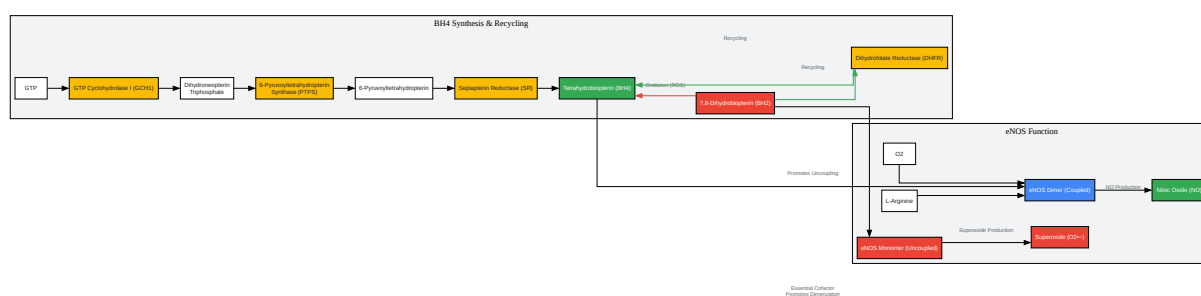 BH4 Synthesis & Recycling
Recycling
Dihydrofolate Reductase (DHFR)
Recycling
GTP
GTP Cyclohydrolase I (GCH1)
Dihydroneopterin
Triphosphate
6-Pyruvoyltetrahydropterin
Synthase (PTPS)
6-Pyruvoyltetrahydropterin
Sepiapterin Reductase (SR)
Tetrahydrobiopterin (BH4)
Oxidation (ROS)
7,8-Dihydrobiopterin (BH2)
eNOS Function
O2
Promotes Uncoupling
L-Arginine
eNOS Dimer (Coupled)
NO Production
Nitric Oxide (NO)
Superoxide Production
Superoxide (O2•−)
eNOS Monomer (Uncoupled)
Essential Cofactor
Promotes Dimerization